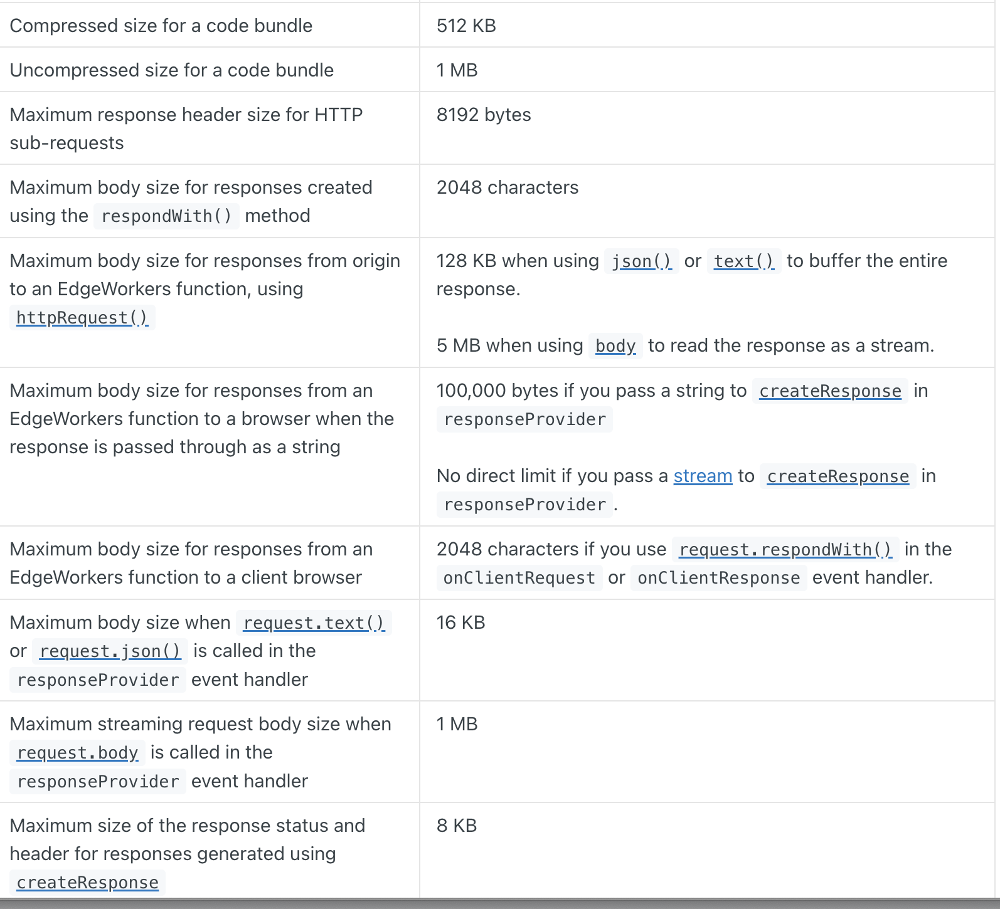 Compressed size for a code bundle
512 KB
Uncompressed size for a code bundle
1 MB
Maximum response header size for HTTP
sub-requests
8192 bytes
Maximum body size for responses created
using the respondWith() method
2048 characters
Maximum body size for responses from origin
to an EdgeWorkers function, using
httpRequest()
128 KB when using json() or text() to buffer the entire
response.
5 MB when using body to read the response as a stream.
Maximum body size for responses from an
EdgeWorkers function to a browser when the
response is passed through as a string
100,000 bytes if you pass a string to createResponse in
responseProvider
No direct limit if you pass a stream to createResponse in
responseProvider.
Maximum body size for responses from an
EdgeWorkers function to a client browser
2048 characters if you use request.respondWith() in the
onClientRequest or onClientResponse event handler.
Maximum body size when request.text()
or request.json() is called in the
responseProvider event handler
16 KB
Maximum streaming request body size when
request.body is called in the
responseProvider event handler
1 MB
Maximum size of the response status and
header for responses generated using
createResponse
8 KB